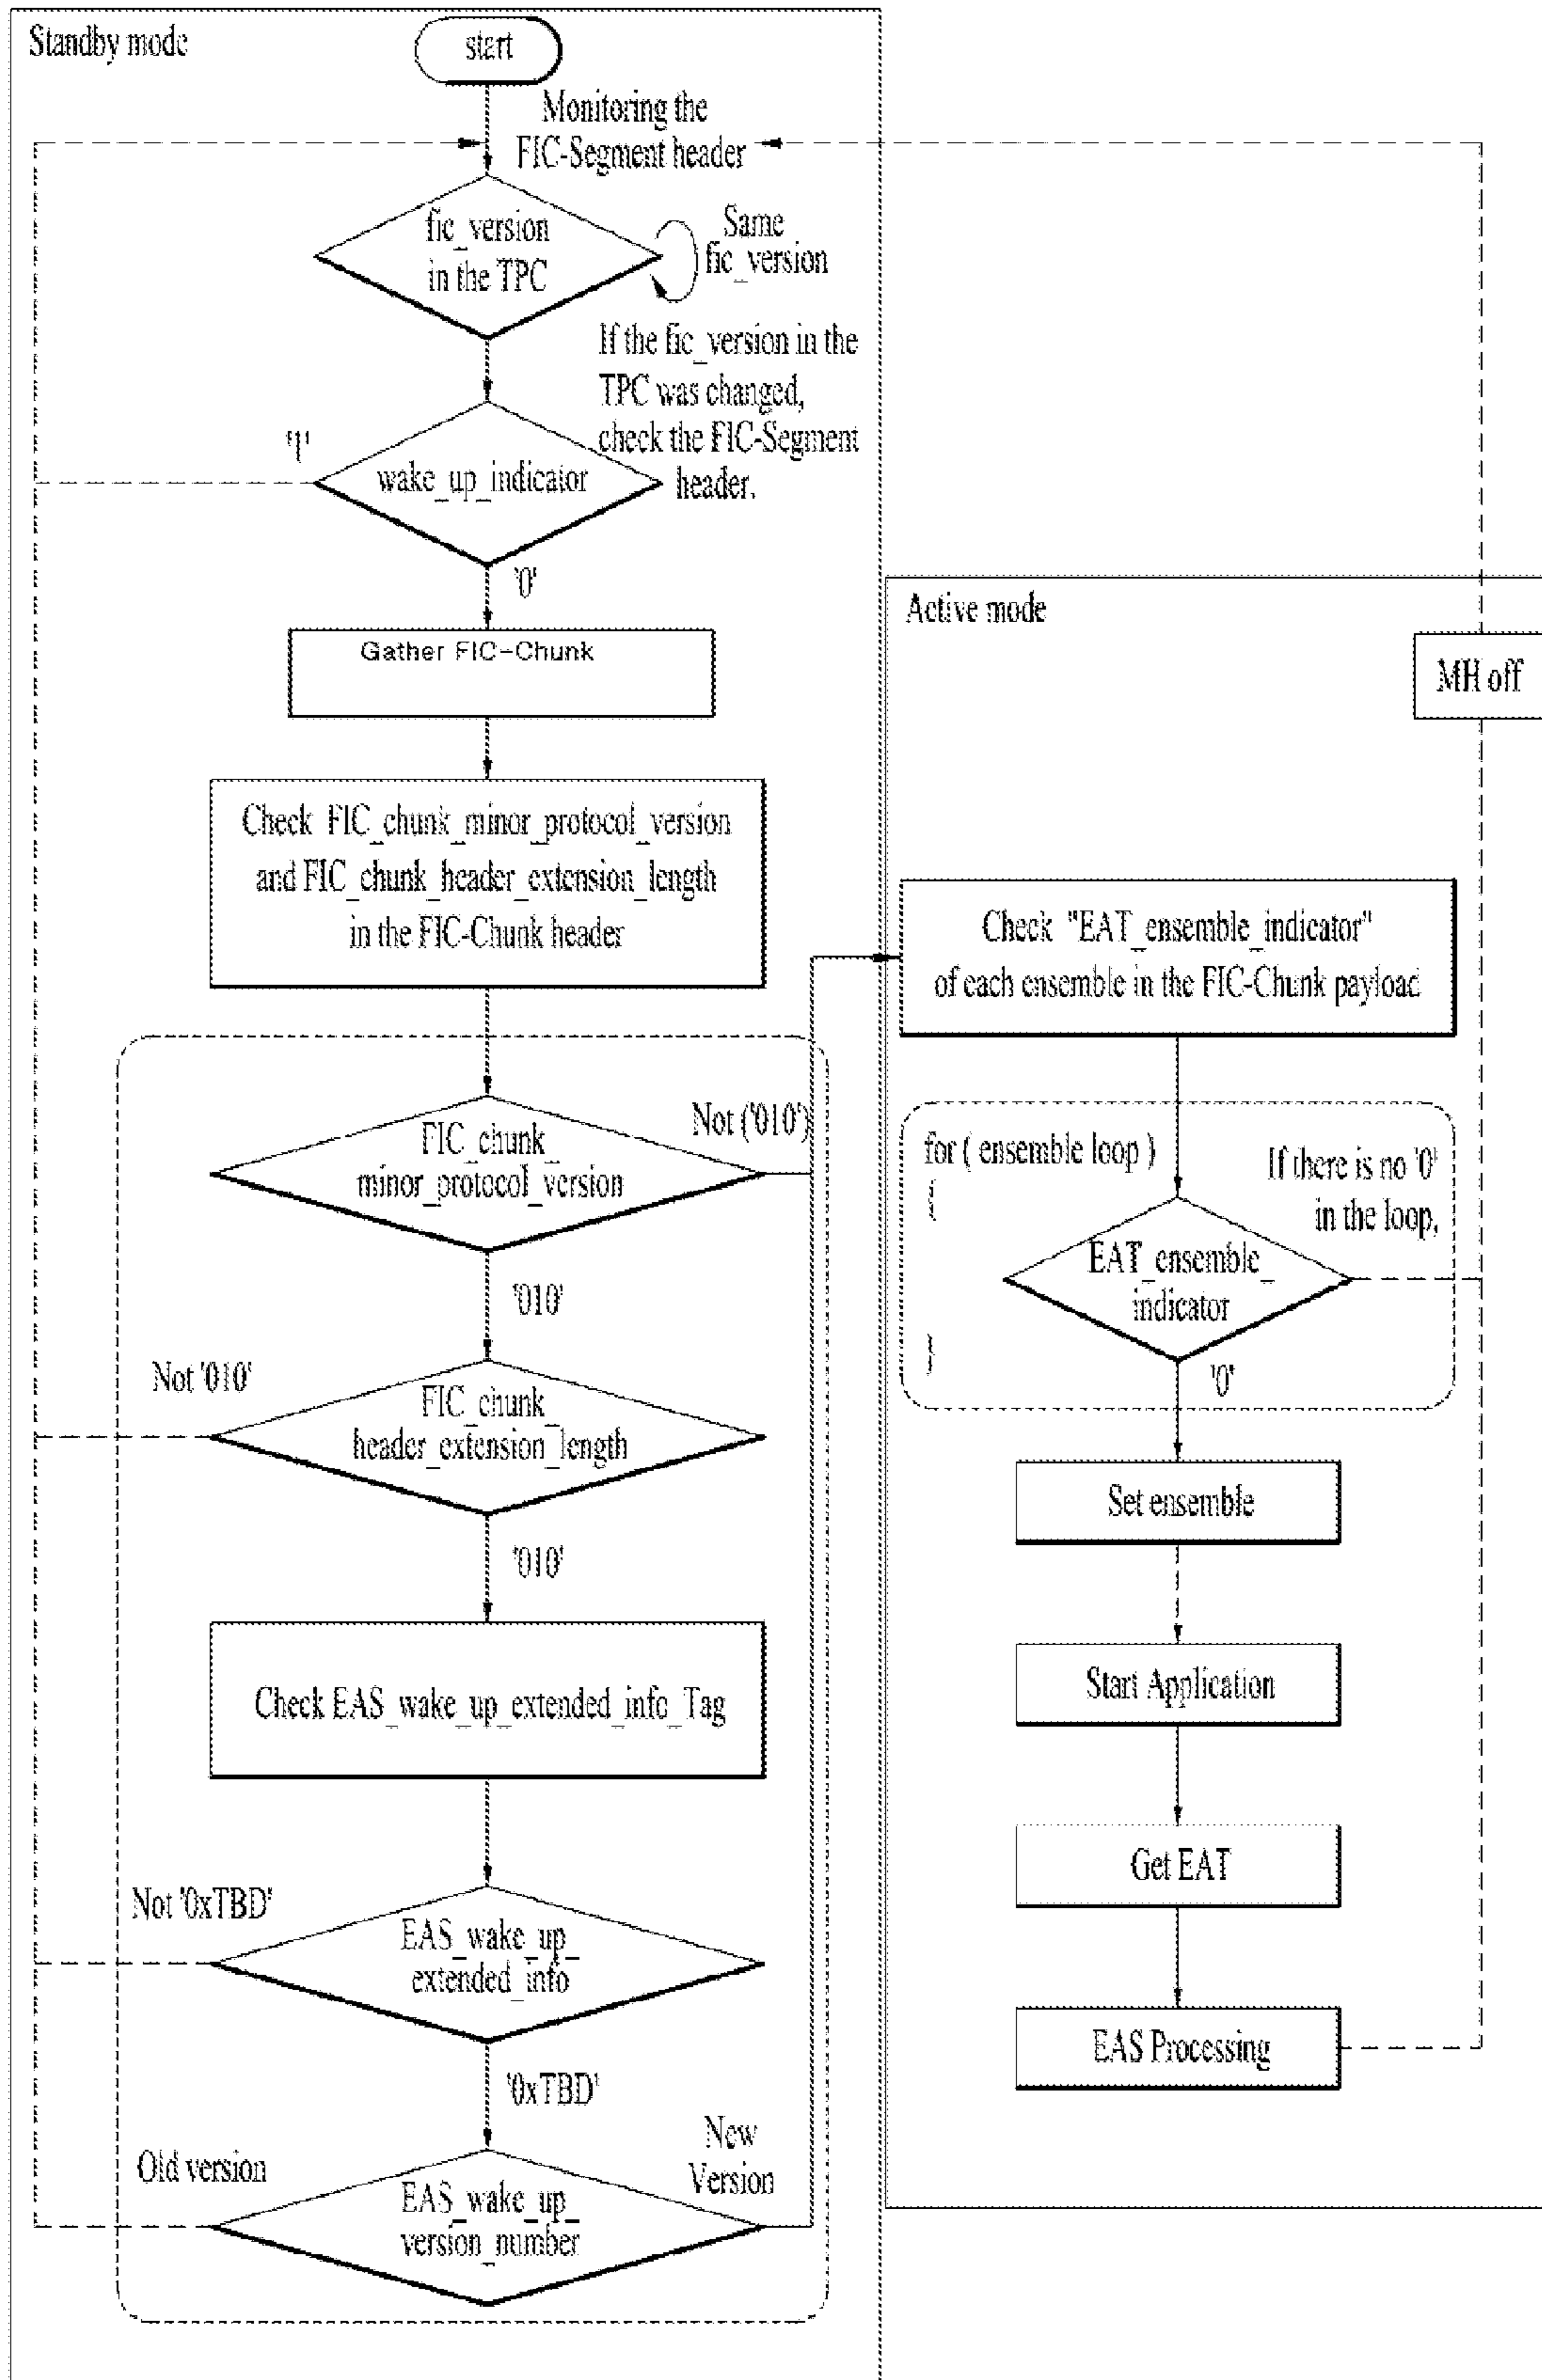 Standby mode
start
Monitoring the
FIC-Segment header
fic_version
in the TPC
Same
fic_version
If the fic_version in the
TPC was changed,
check the FIC-Segment
header.
'1'
wake_up_indicator
'0'
Gather FIC-Chunk
Check FIC_chunk_minor_protocol_version
and FIC_chunk_header_extension_length
in the FIC-Chunk header
FIC_chunk_
minor_protocol_version
Not ('010')
'010'
Not '010'
FIC_chunk_
header_extension_length
'010'
Check EAS_wake_up_extended_info_Tag
Not '0xTBD'
EAS_wake_up_
extended_info
'0xTBD'
Old version
New
Version
EAS_wake_up_
version_number
Active mode
MH off
Check "EAT_ensemble_indicator"
of each ensemble in the FIC-Chunk payload
for ( ensemble loop )
{
If there is no '0'
in the loop,
EAT_ensemble_
indicator
}
'0'
Set ensemble
Start Application
Get EAT
EAS Processing